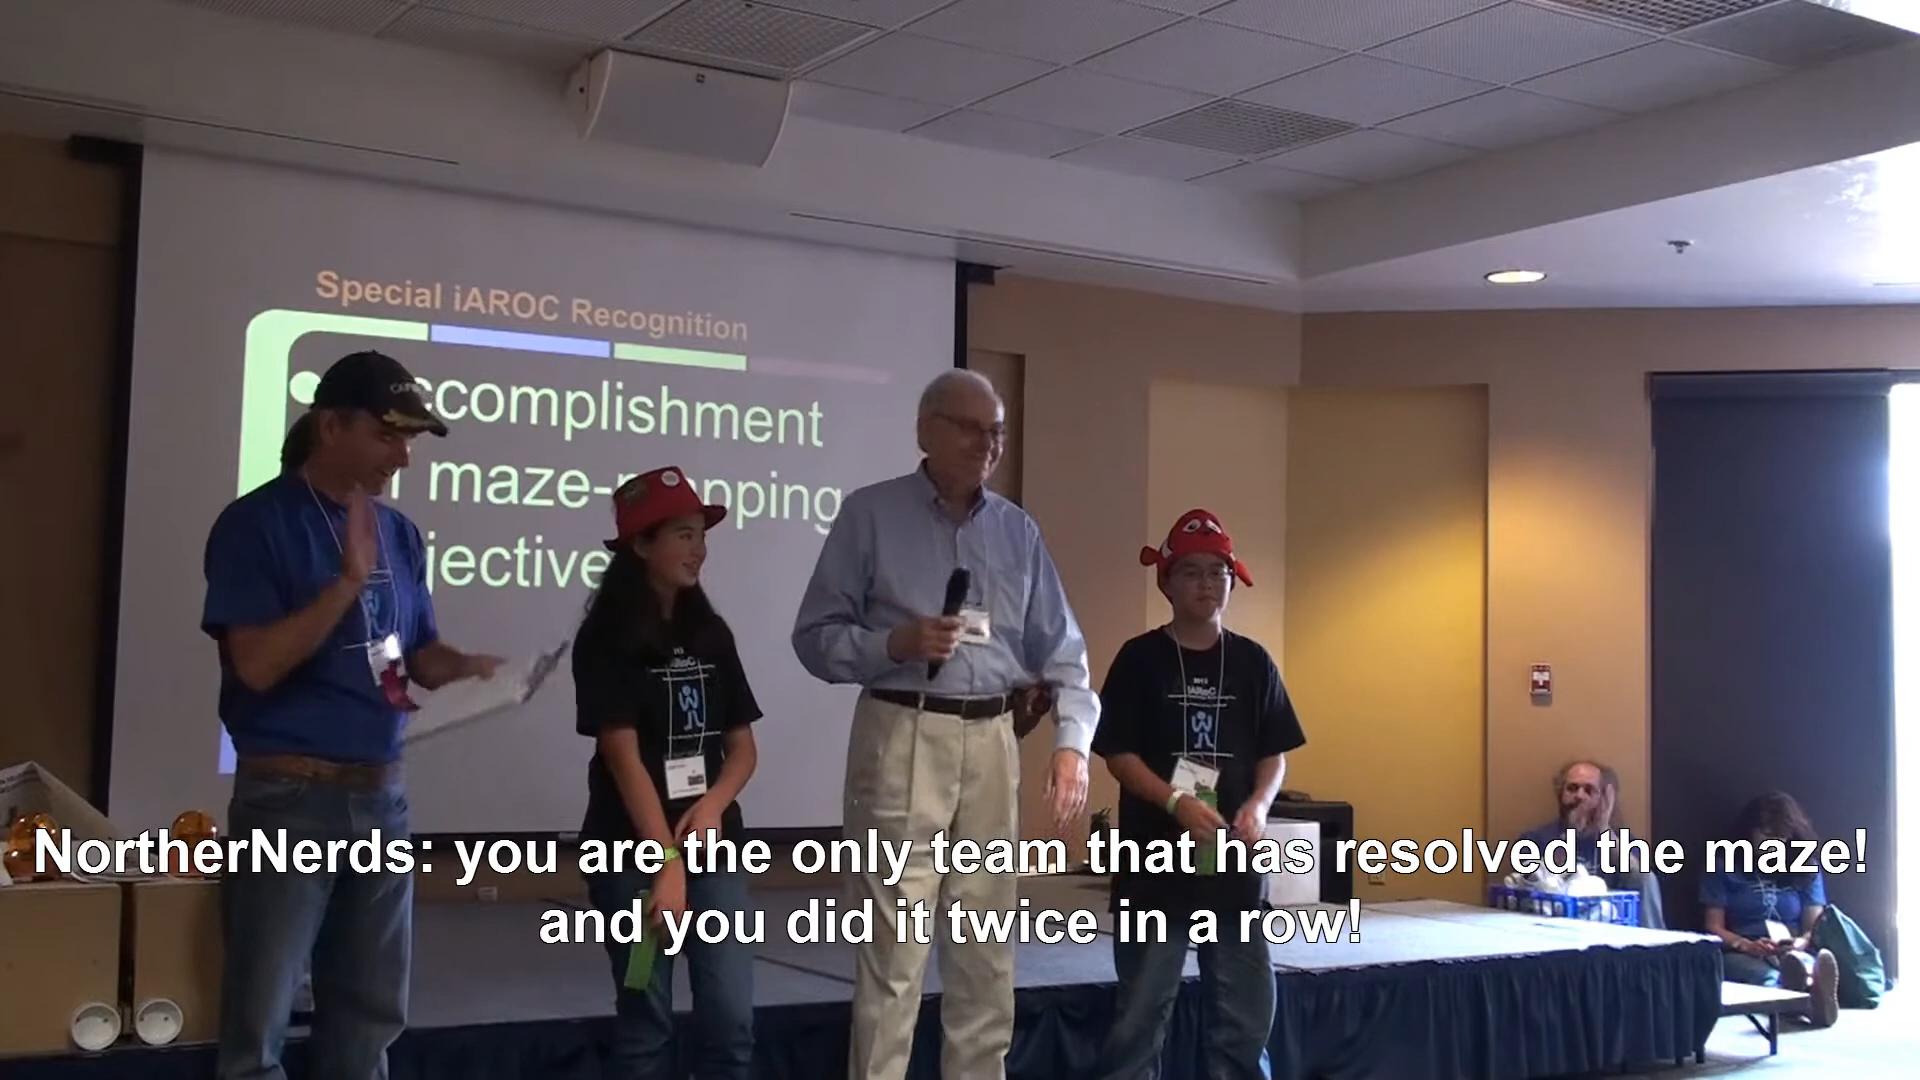 Special iAROC Recognition
ccomplishment
maze-mapping
jective
NortherNerds: you are the only team that has resolved the maze!
and you did it twice in a row!